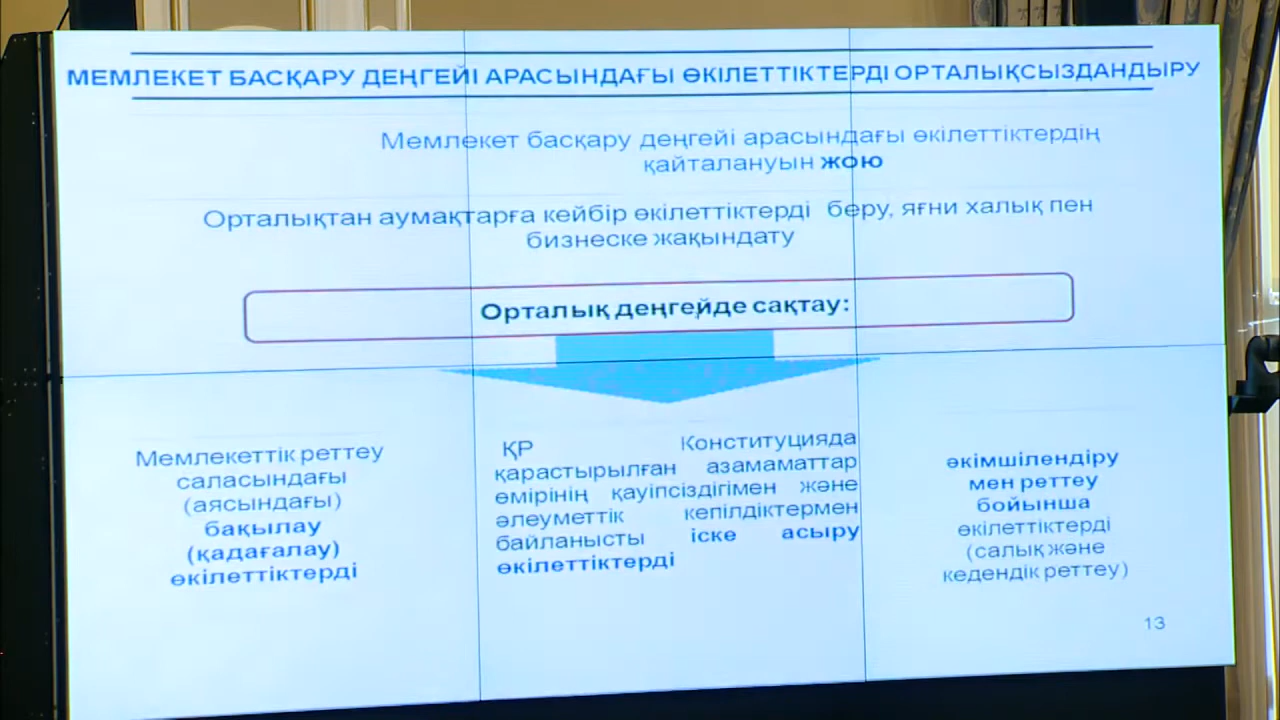 МЕМЛЕКЕТ БАСҚАРУ ДЕҢГЕЙІ АРАСЫНДАҒЫ ӨКІЛЕТТІКТЕРДІ ОРТАЛЫҚСЫЗДАНДЫРУ
Мемлекет басқару деңгейі арасындағы өкілеттіктердің
қайталануын жою
Орталықтан аумақтарға кейбір өкілеттіктерді беру, яғни халық пен
бизнеске жақындату
Орталық деңгейде сақтау:
Мемлекеттік реттеу
саласындағы
(аясындағы)
бақылау
(қадағалау)
өкілеттіктерді
ҚР Конституцияда
қарастырылған азамаматтар
өмірінің қауіпсіздігімен және
әлеуметтік кепілдіктермен
байланысты іске асыру
өкілеттіктерді
әкімшілендіру
мен реттеу
бойынша
өкілеттіктерді
(салық және
кедендік реттеу)
13